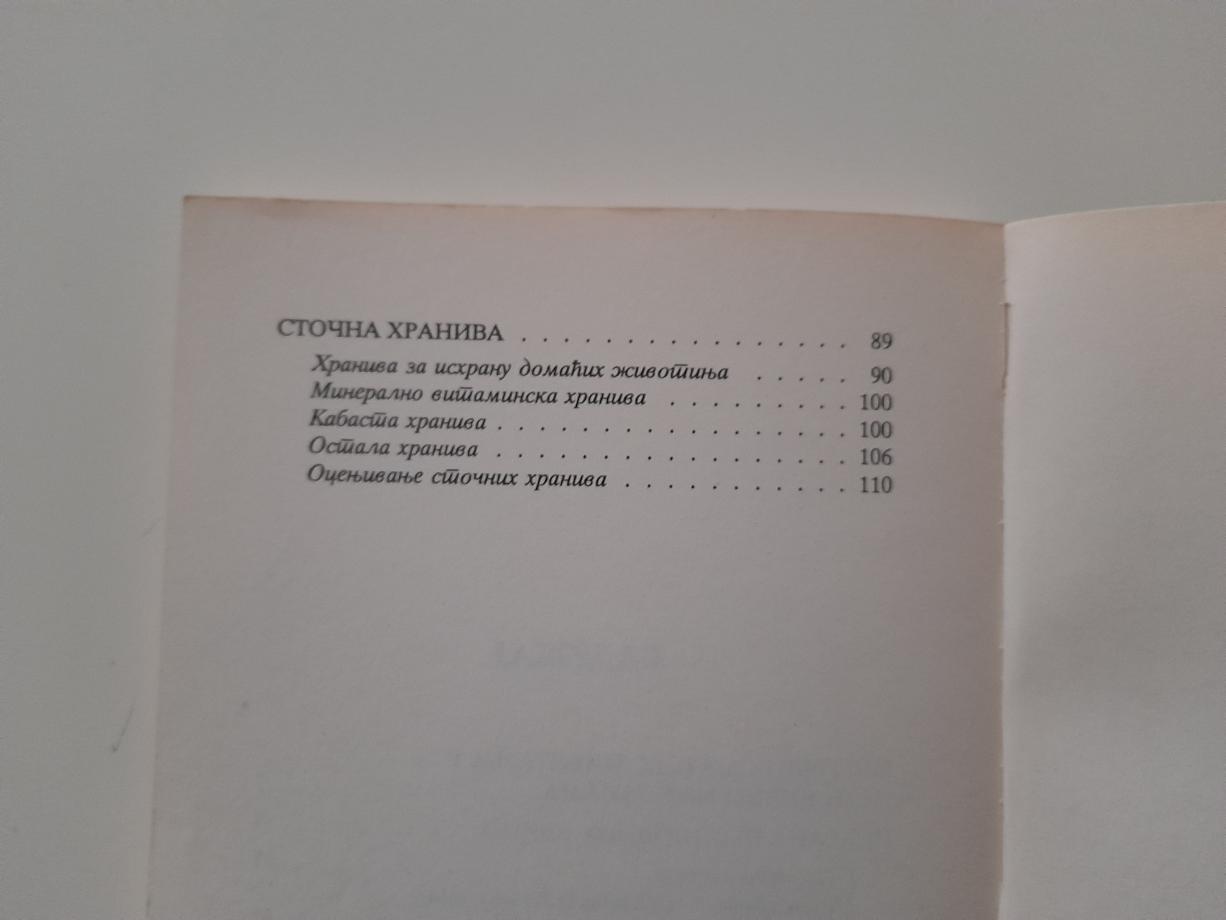 СТОЧНА ХРАНИВА . . . . . . . . . . . . . . . . 89
Хранива за исхрану домаћих животиња . . . . . 90
Минерално витаминска хранива . . . . . . . . 100
Кабаста хранива . . . . . . . . . . . . . . . . . 100
Остала хранива . . . . . . . . . . . . . . . . . 106
Оцењивање сточних хранива . . . . . . . . . . . 110